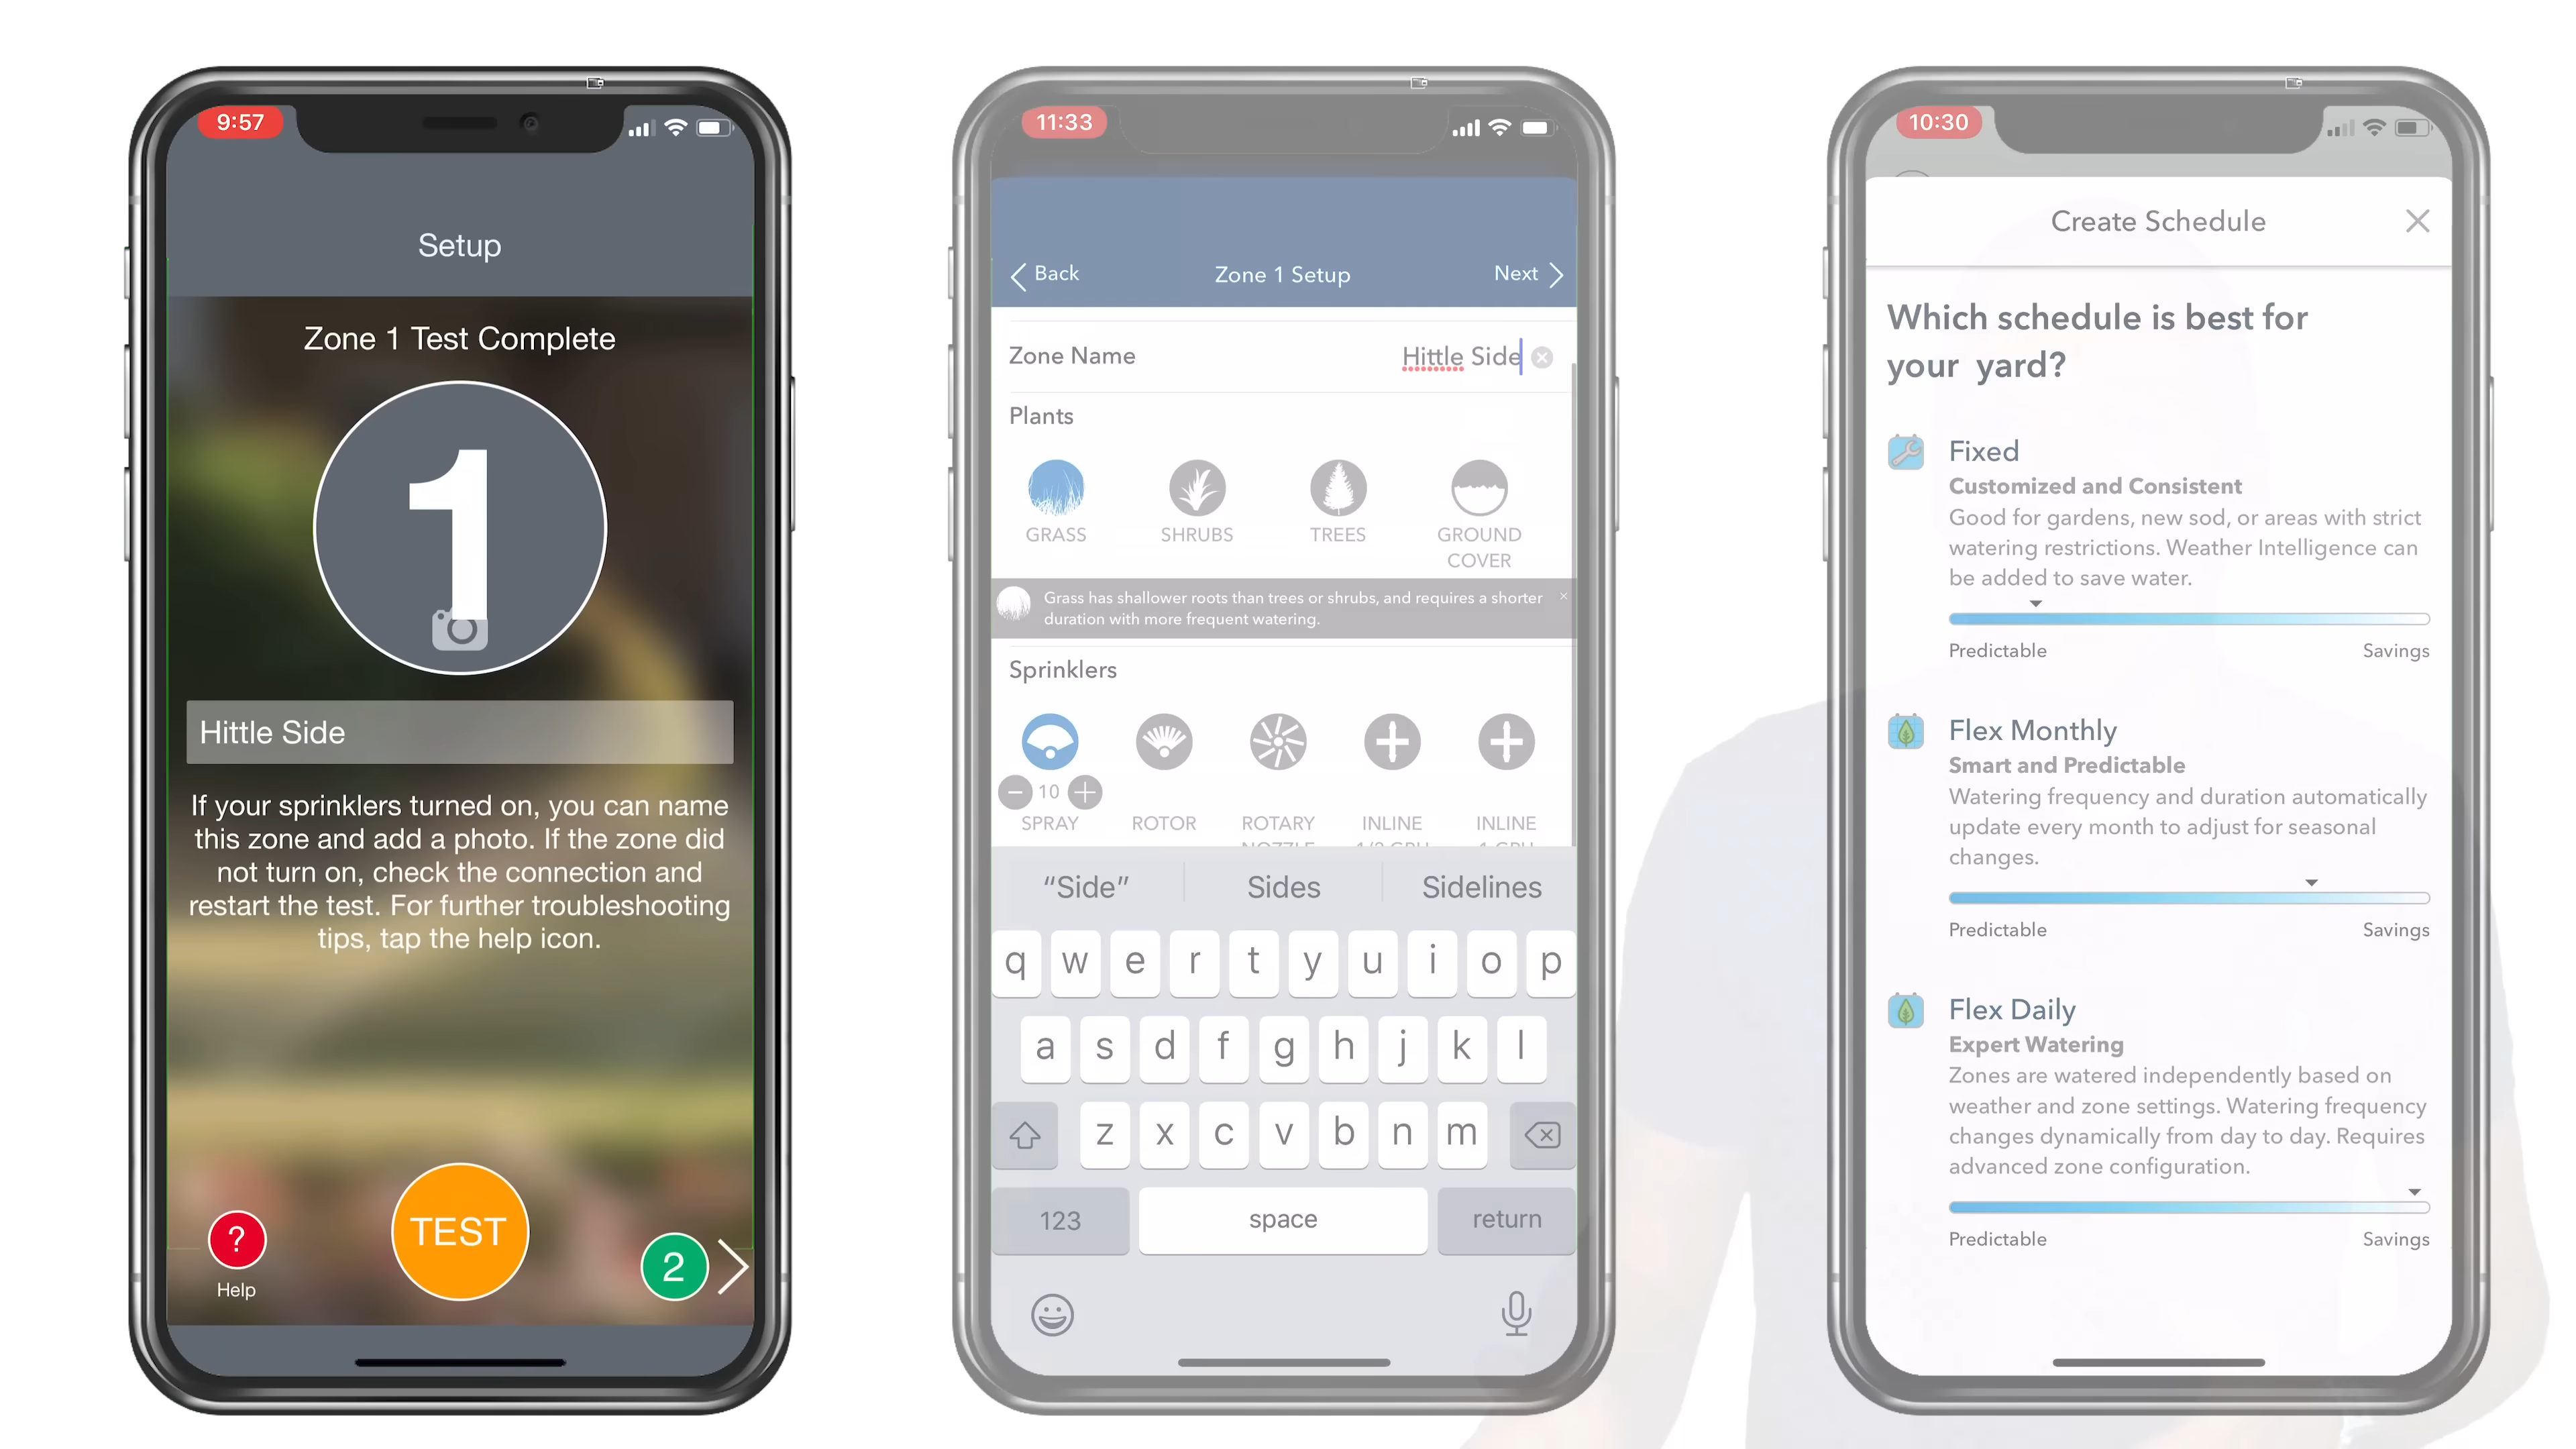 9:57
Setup
Zone 1 Test Complete
1
Hittle Side
If your sprinklers turned on, you can name
this zone and add a photo. If the zone did
not turn on, check the connection and
restart the test. For further troubleshooting
tips, tap the help icon.
?
Help
TEST
2
11:33
Back
Zone 1 Setup
Next
Zone Name
Hittle Side
Plants
GRASS
SHRUBS
TREES
GROUND
COVER
Grass has shallower roots than trees or shrubs, and requires a shorter
duration with more frequent watering.
Sprinklers
10
SPRAY
ROTOR
ROTARY
NOZZLE
INLINE
INLINE
“Side”
Sides
Sidelines
q w e r t y u i o p
a s d f g h j k l
z x c v b n m
123
space
return
10:30
Create Schedule
Which schedule is best for
your yard?
Fixed
Customized and Consistent
Good for gardens, new sod, or areas with strict
watering restrictions. Weather Intelligence can
be added to save water.
Predictable
Savings
Flex Monthly
Smart and Predictable
Watering frequency and duration automatically
update every month to adjust for seasonal
changes.
Predictable
Savings
Flex Daily
Expert Watering
Zones are watered independently based on
weather and zone settings. Watering frequency
changes dynamically from day to day. Requires
advanced zone configuration.
Predictable
Savings